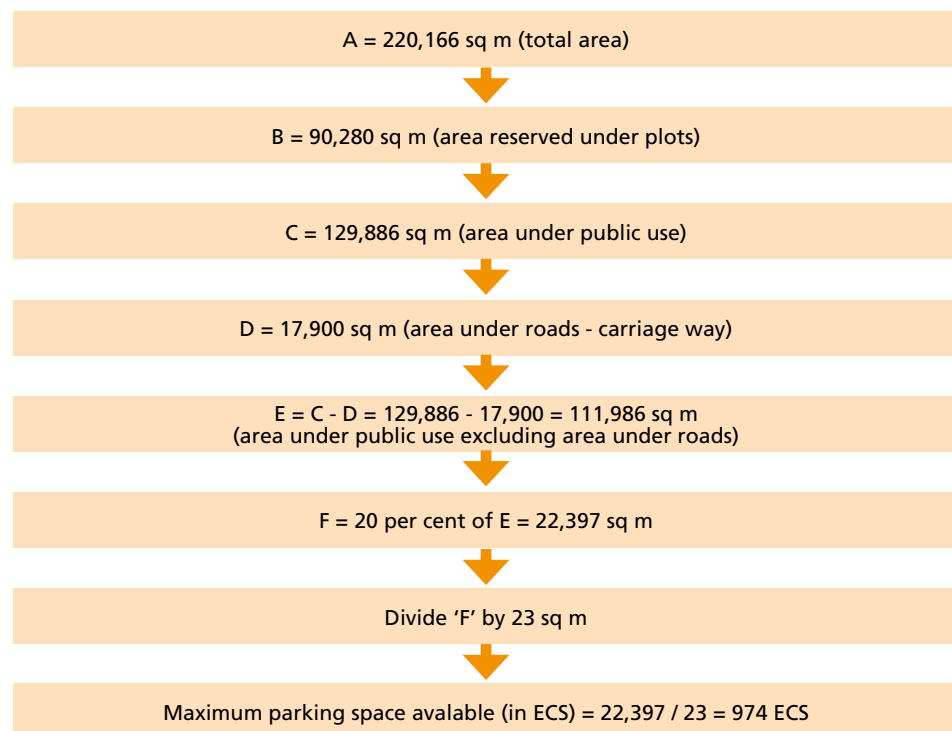 A = 220,166 sq m (total area)
B = 90,280 sq m (area reserved under plots)
C = 129,886 sq m (area under public use)
D = 17,900 sq m (area under roads - carriage way)
E = C - D = 129,886 - 17,900 = 111,986 sq m
(area under public use excluding area under roads)
F = 20 per cent of E = 22,397 sq m
Divide ‘F’ by 23 sq m
Maximum parking space avalable (in ECS) = 22,397 / 23 = 974 ECS